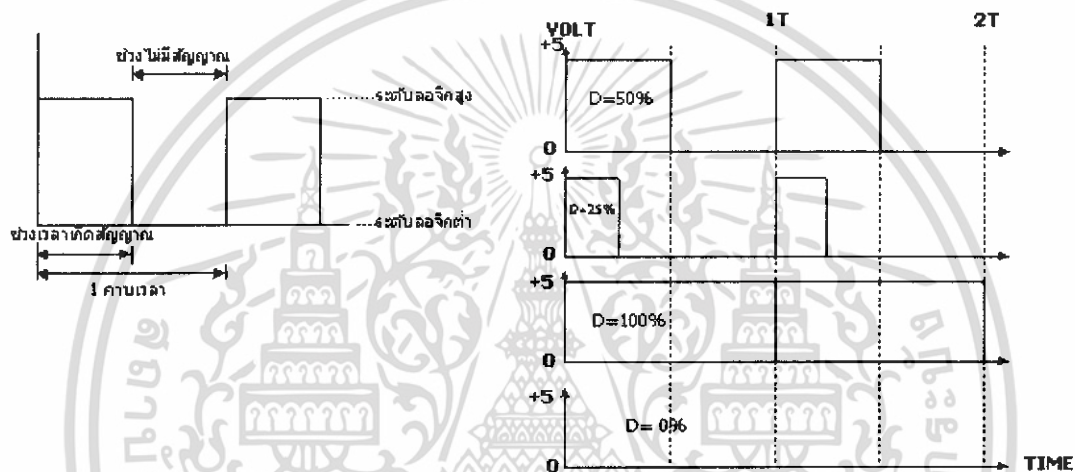 ช่วงไม่มีสัญญาณ
ระดับลอจิกสูง
ระดับลอจิกต่ำ
ช่วงเวลาเกิดสัญญาณ
1 คาบเวลา
VOLT
1T
2T
+5
D=50%
0
+5
D=25%
0
+5
D=100%
0
+5
D= 0%
0
TIME